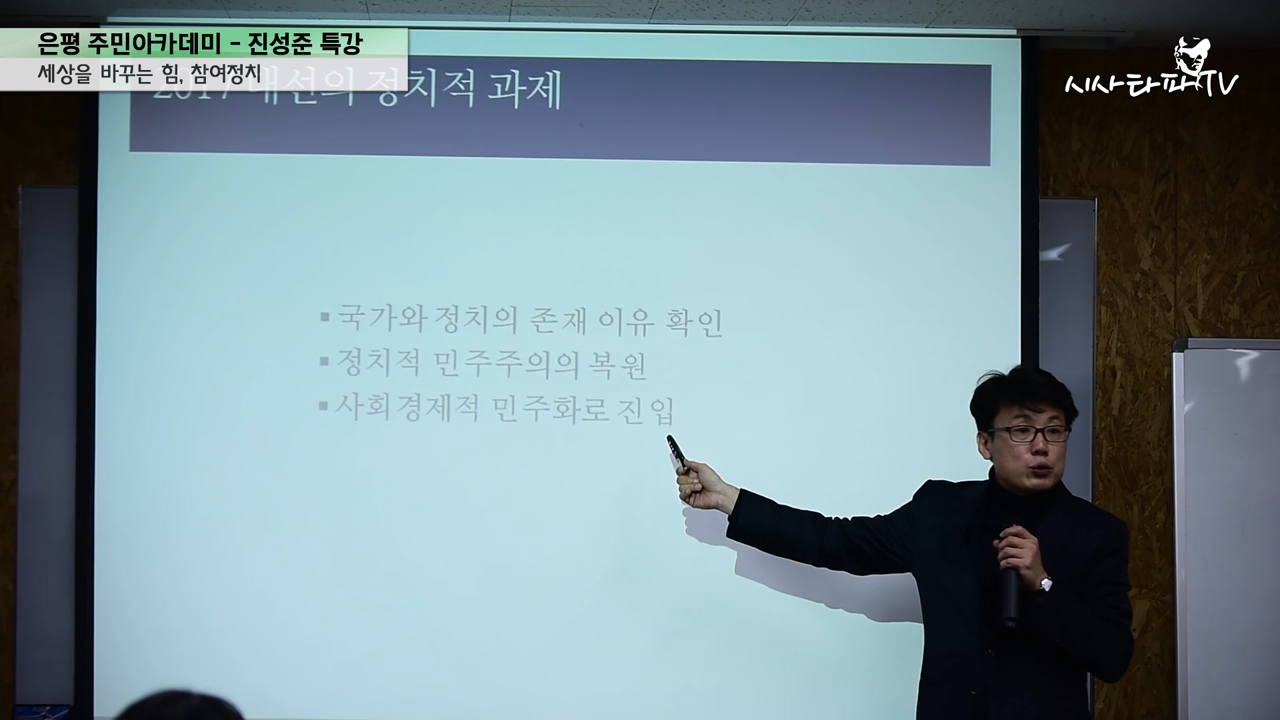 은평 주민아카데미 - 진성준 특강
세상을 바꾸는 힘, 참여정치
시사타파TV
2017 대선의 정치적 과제
▪ 국가와 정치의 존재 이유 확인
▪ 정치적 민주주의의 복원
▪ 사회경제적 민주화로 진입